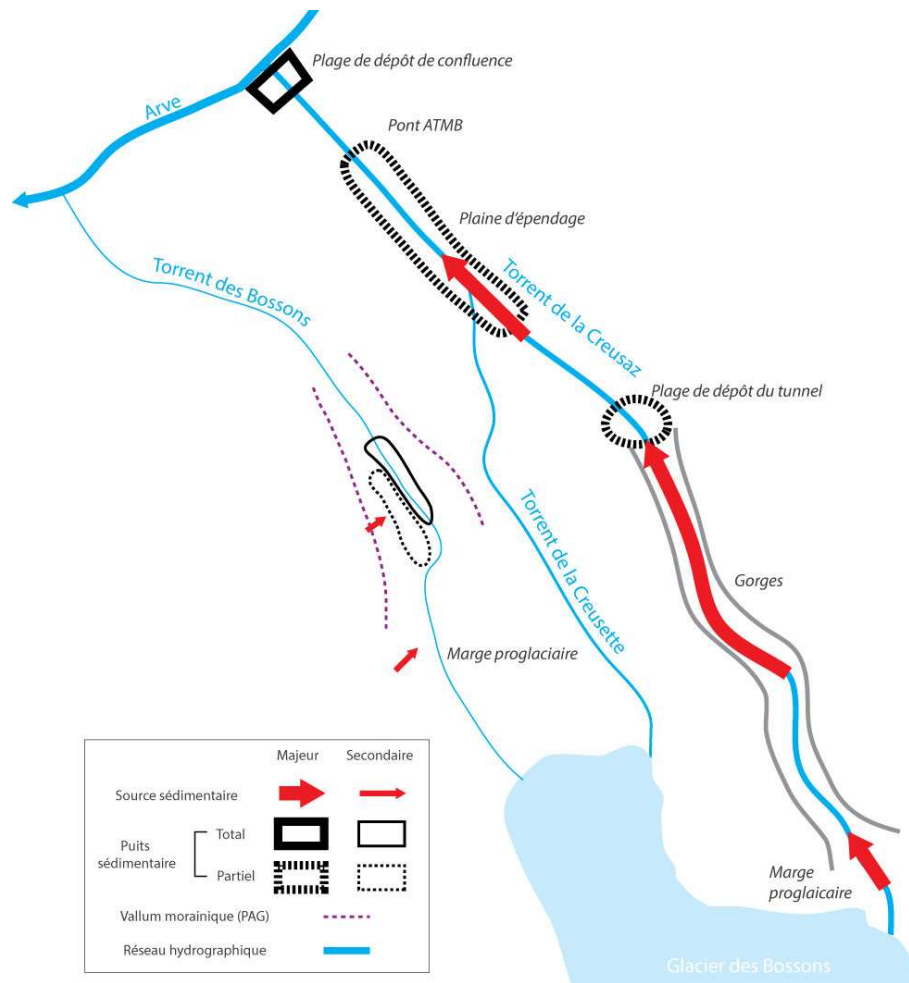 Plage de dépôt de confluence
Arve
Pont ATMB
Plaine d'épendage
Torrent des Bossons
Torrent de la Creusaz
Plage de dépôt du tunnel
Torrent de la Creusette
Gorges
Marge proglaciaire
Majeur Secondaire
Source sédimentaire
Puits
sédimentaire
Total
Partiel
Vallum morainique (PAG)
Réseau hydrographique
Marge
proglaicaire
Glacier des Bossons